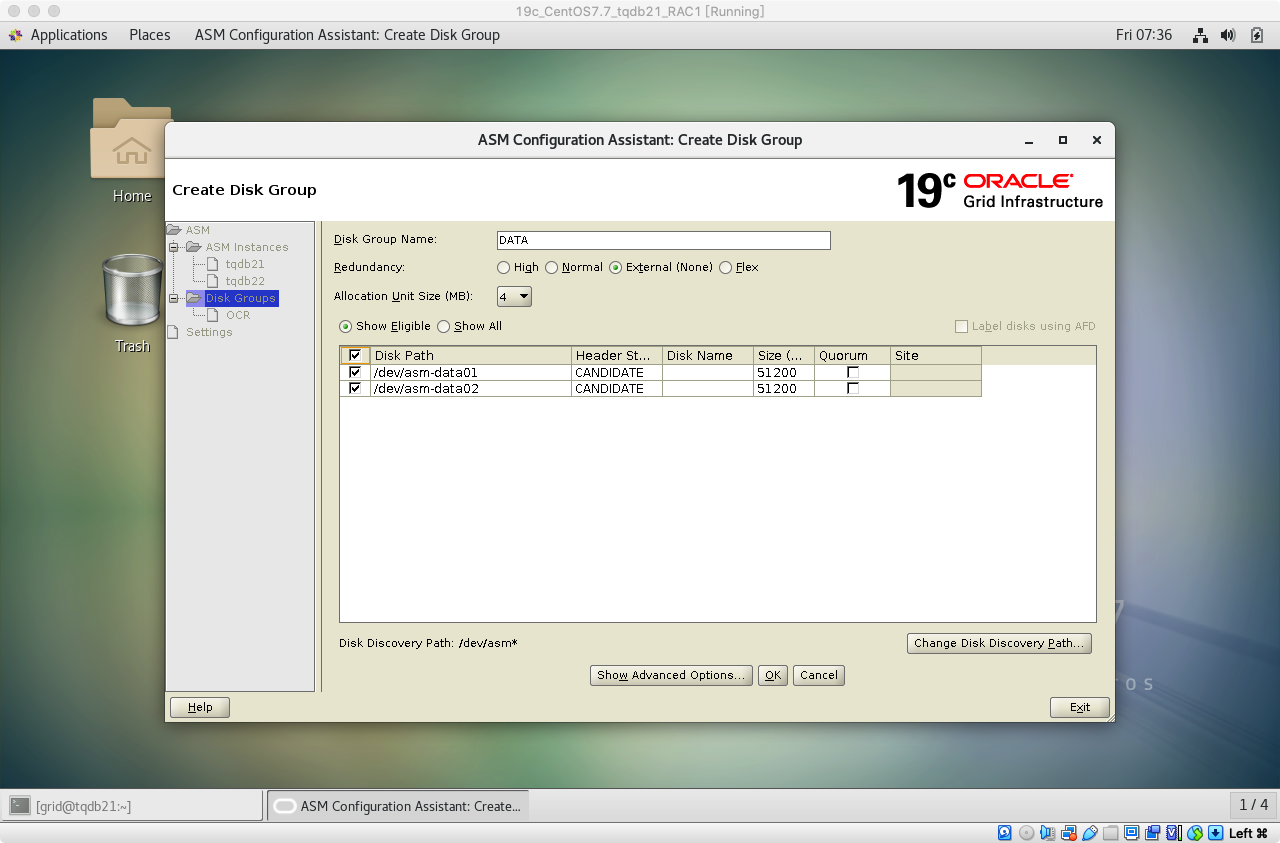 19c_CentOS7.7_tqdb21_RAC1 [Running]
Applications Places ASM Configuration Assistant: Create Disk Group Fri 07:36
Home
Trash
ASM Configuration Assistant: Create Disk Group
Create Disk Group
19c ORACLE
Grid Infrastructure
ASM
ASM Instances
tqdb21
tqdb22
Disk Groups
OCR
Settings
Disk Group Name: DATA
Redundancy: High Normal External (None) Flex
Allocation Unit Size (MB): 4
Show Eligible Show All Label disks using AFD
Disk Path Header St... Disk Name Size (... Quorum Site
/dev/asm-data01 CANDIDATE 51200
/dev/asm-data02 CANDIDATE 51200
Disk Discovery Path: /dev/asm* Change Disk Discovery Path...
Show Advanced Options... OK Cancel
Help Exit
7
OS
[grid@tqdb21:~] ASM Configuration Assistant: Create... 1 / 4
Left ⌘